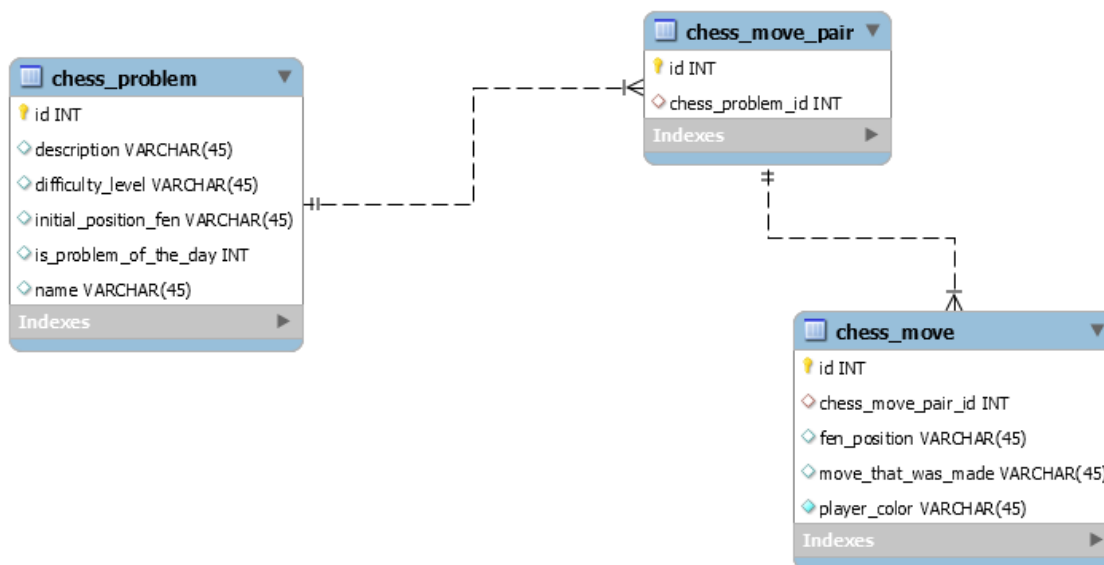 chess_problem
id INT
description VARCHAR(45)
difficulty_level VARCHAR(45)
initial_position_fen VARCHAR(45)
is_problem_of_the_day INT
name VARCHAR(45)
Indexes
chess_move_pair
id INT
chess_problem_id INT
Indexes
chess_move
id INT
chess_move_pair_id INT
fen_position VARCHAR(45)
move_that_was_made VARCHAR(45)
player_color VARCHAR(45)
Indexes